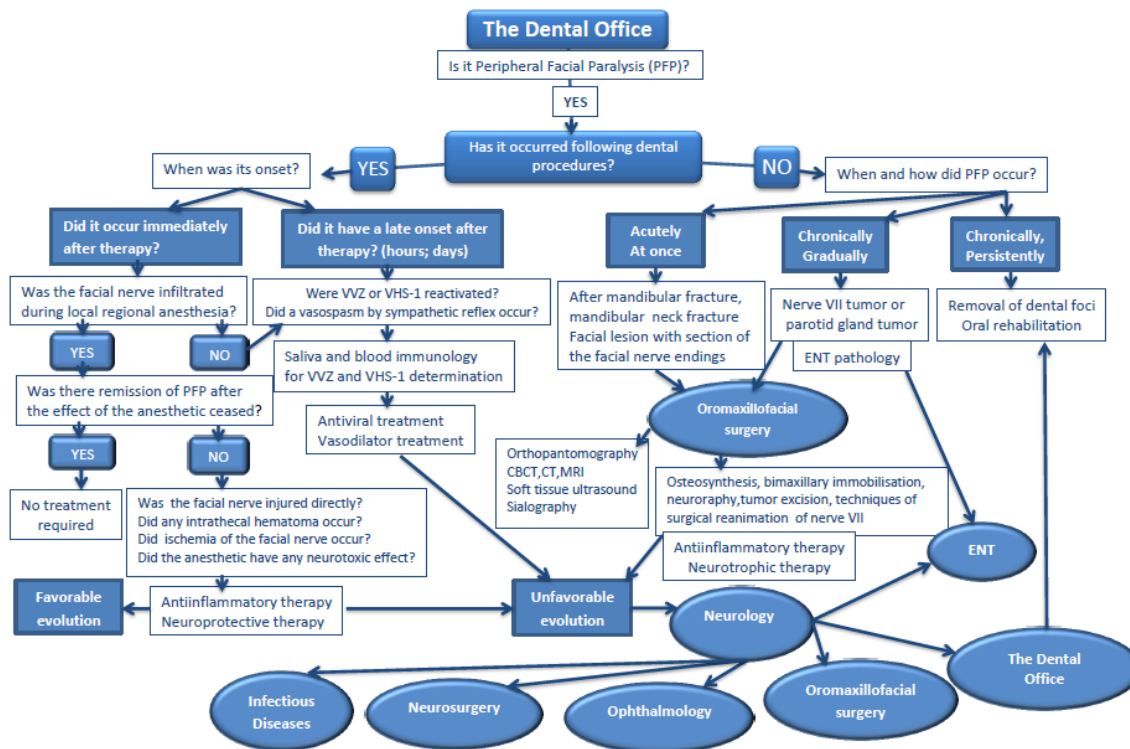 The Dental Office
Is it Peripheral Facial Paralysis (PFP)?
YES
Has it occurred following dental
procedures?
YES
NO
When was its onset?
When and how did PFP occur?
Did it occur immediately
after therapy?
Did it have a late onset after
therapy? (hours; days)
Acutely
At once
Chronically
Gradually
Chronically,
Persistently
Was the facial nerve infiltrated
during local regional anesthesia?
Were VVZ or VHS-1 reactivated?
Did a vasospasm by sympathetic reflex occur?
After mandibular fracture,
mandibular neck fracture
Facial lesion with section of
the facial nerve endings
Nerve VII tumor or
parotid gland tumor
ENT pathology
Removal of dental foci
Oral rehabilitation
YES
NO
Saliva and blood immunology
for VVZ and VHS-1 determination
Was there remission of PFP after
the effect of the anesthetic ceased?
Antiviral treatment
Vasodilator treatment
Oromaxillofacial
surgery
YES
NO
Orthopantomography
CBCT,CT,MRI
Soft tissue ultrasound
Sialography
Osteosynthesis, bimaxillary immobilisation,
neuroraphy,tumor excision, techniques of
surgical reanimation of nerve VII
No treatment
required
Was the facial nerve injured directly?
Did any intrathecal hematoma occur?
Did ischemia of the facial nerve occur?
Did the anesthetic have any neurotoxic effect?
Antiinflammatory therapy
Neurotrophic therapy
ENT
Favorable
evolution
Antiinflammatory therapy
Neuroprotective therapy
Unfavorable
evolution
Neurology
The Dental
Office
Infectious
Diseases
Neurosurgery
Ophthalmology
Oromaxillofacial
surgery